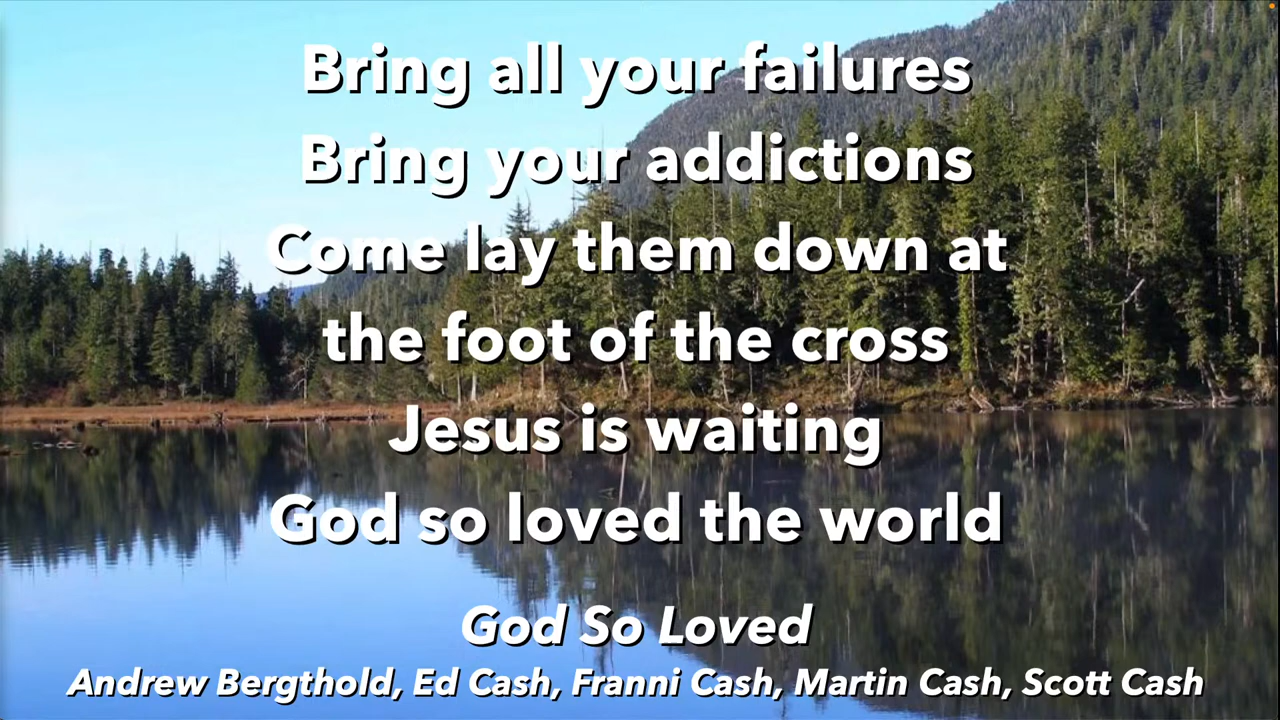 Bring all your failures
Bring your addictions
Come lay them down at
the foot of the cross
Jesus is waiting
God so loved the world
God So Loved
Andrew Bergthold, Ed Cash, Franni Cash, Martin Cash, Scott Cash